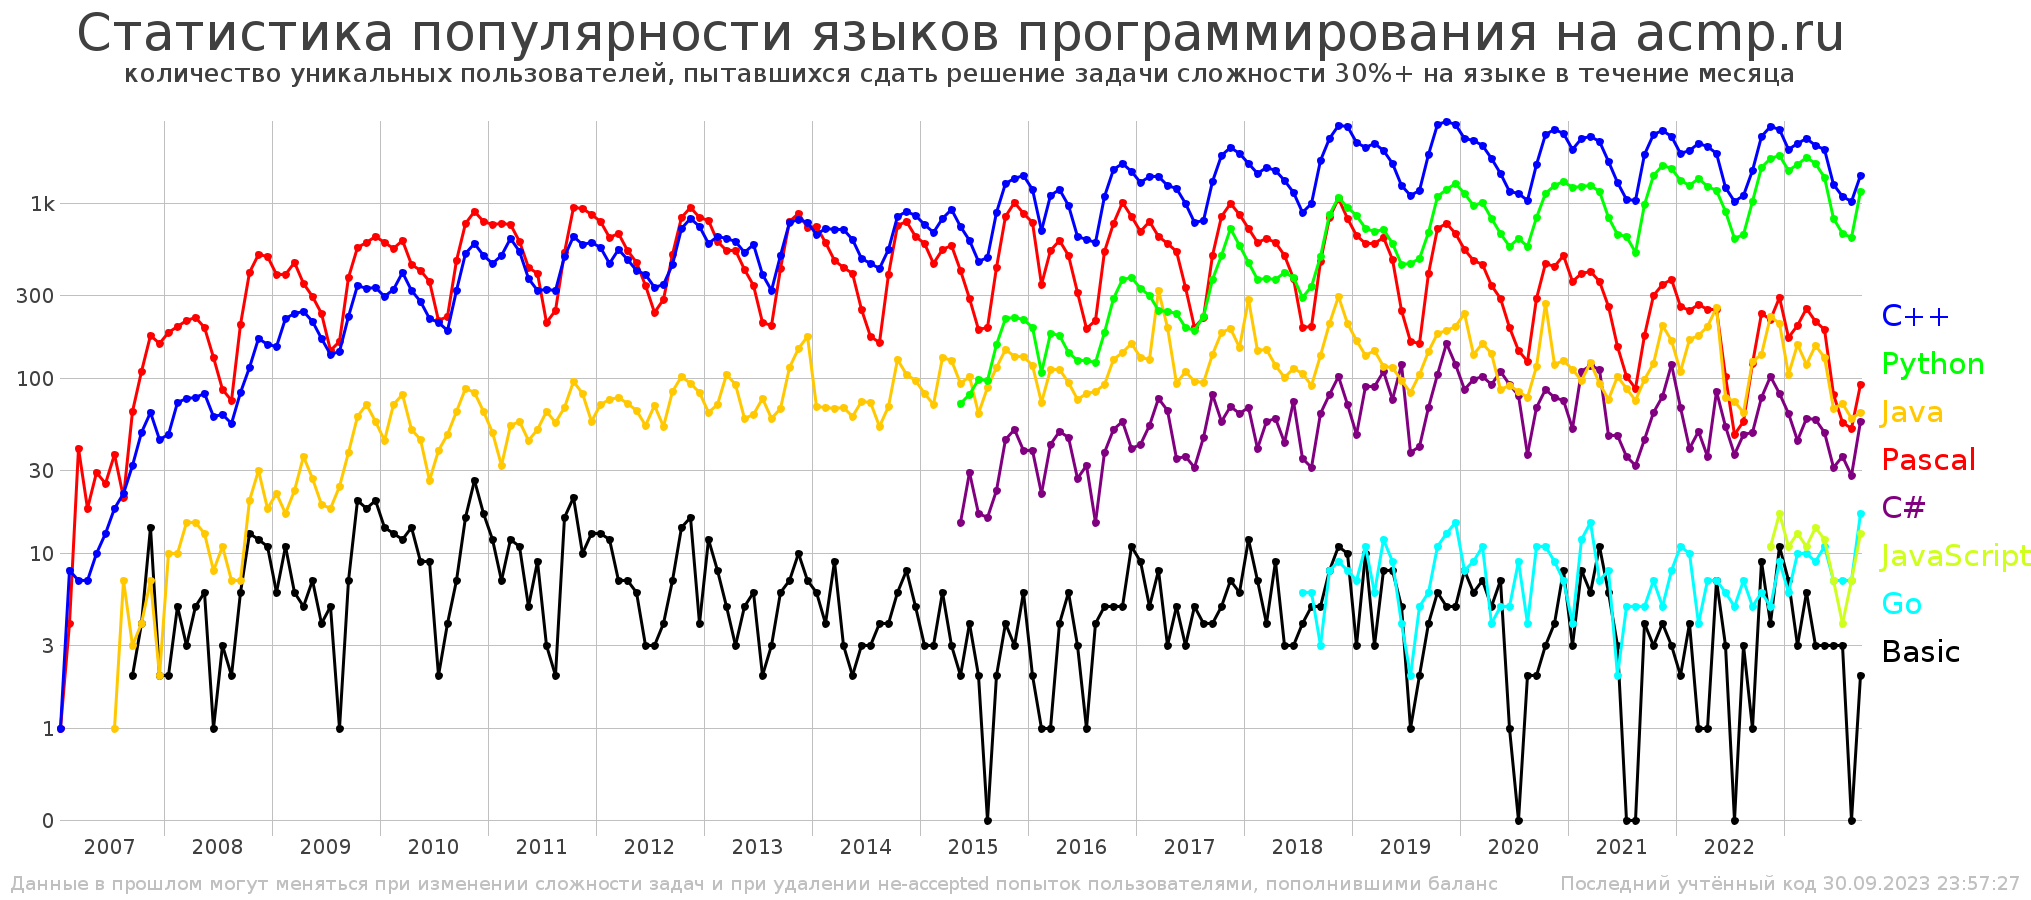 Статистика популярности языков программирования на acmp.ru
количество уникальных пользователей, пытавшихся сдать решение задачи сложности 30%+ на языке в течение месяца
1k
300
100
30
10
3
1
0
C++
Python
Java
Pascal
C#
JavaScript
Go
Basic
2007 2008 2009 2010 2011 2012 2013 2014 2015 2016 2017 2018 2019 2020 2021 2022
Данные в прошлом могут меняться при изменении сложности задач и при удалении не-accepted попыток пользователями, пополнившими баланс Последний учтённый код 30.09.2023 23:57:27